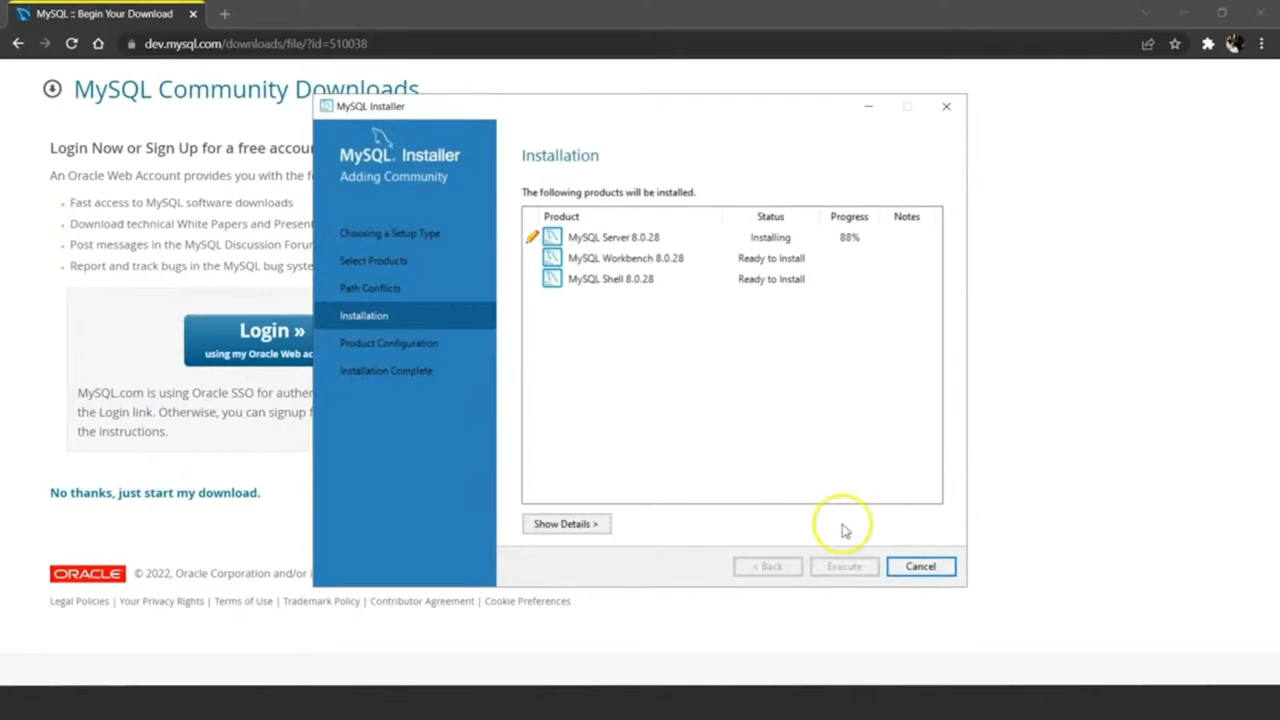 MySQL :: Begin Your Download
dev.mysql.com/downloads/file/?id=510038
MySQL Community Downloads
Login Now or Sign Up for a free accou
An Oracle Web Account provides you with the f
Fast access to MySQL software downloads
Download technical White Papers and Present
Post messages in the MySQL Discussion Foru
Report and track bugs in the MySQL bug syst
Login »
using my Oracle Web ac
MySQL.com is using Oracle SSO for auther
the Login link. Otherwise, you can signup f
the instructions.
No thanks, just start my download.
ORACLE © 2022, Oracle Corporation and/or i
Legal Policies | Your Privacy Rights | Terms of Use | Trademark Policy | Contributor Agreement | Cookie Preferences
MySQL Installer
MySQL. Installer
Adding Community
Choosing a Setup Type
Select Products
Path Conflicts
Installation
Product Configuration
Installation Complete
Installation
The following products will be installed.
Product Status Progress Notes
MySQL Server 8.0.28 Installing 88%
MySQL Workbench 8.0.28 Ready to Install
MySQL Shell 8.0.28 Ready to Install
Show Details >
< Back Execute Cancel